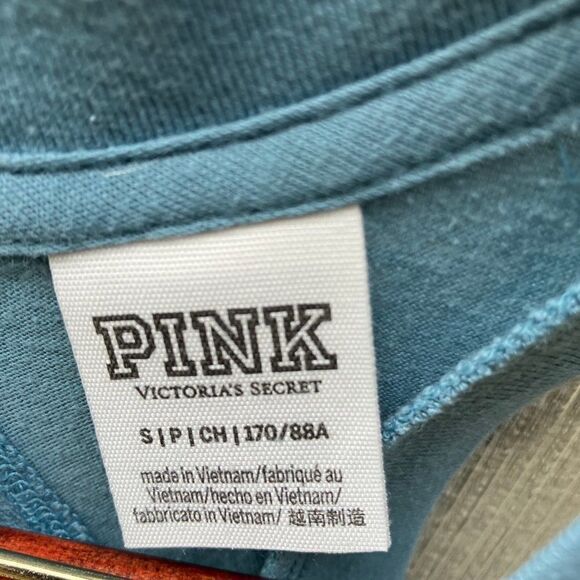 PINK
VICTORIA'S SECRET
S|P|CH|170/88A
made in Vietnam/fabriqué au
Vietnam/hecho en Vietnam/
fabbricato in Vietnam/ 越南制造